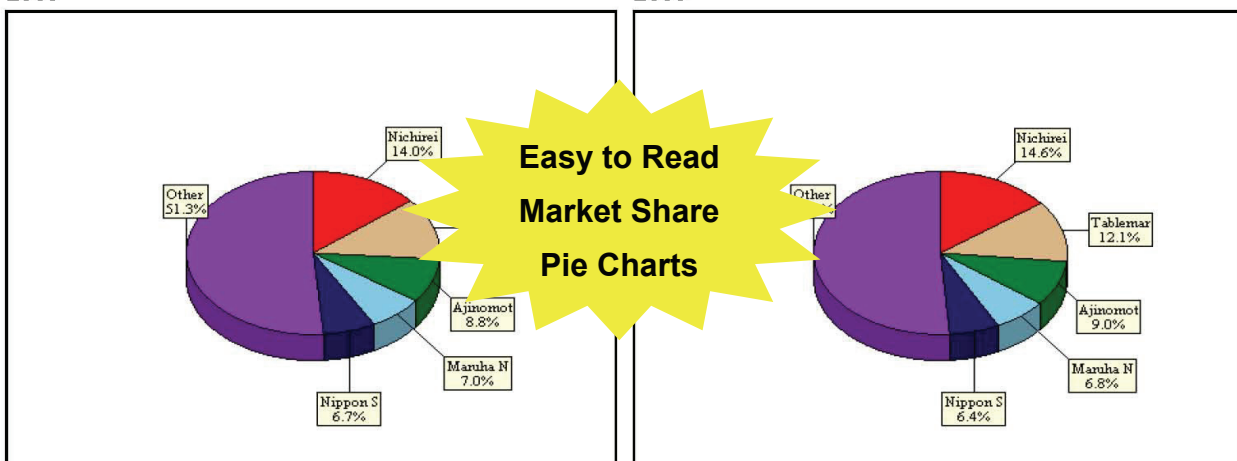 Nichirei
14.0%
Other
51.3%
Ajinomot
8.8%
Maruha N
7.0%
Nippon S
6.7%
Easy to Read
Market Share
Pie Charts
Nichirei
14.6%
Other
Tablemar
12.1%
Ajinomot
9.0%
Maruha N
6.8%
Nippon S
6.4%